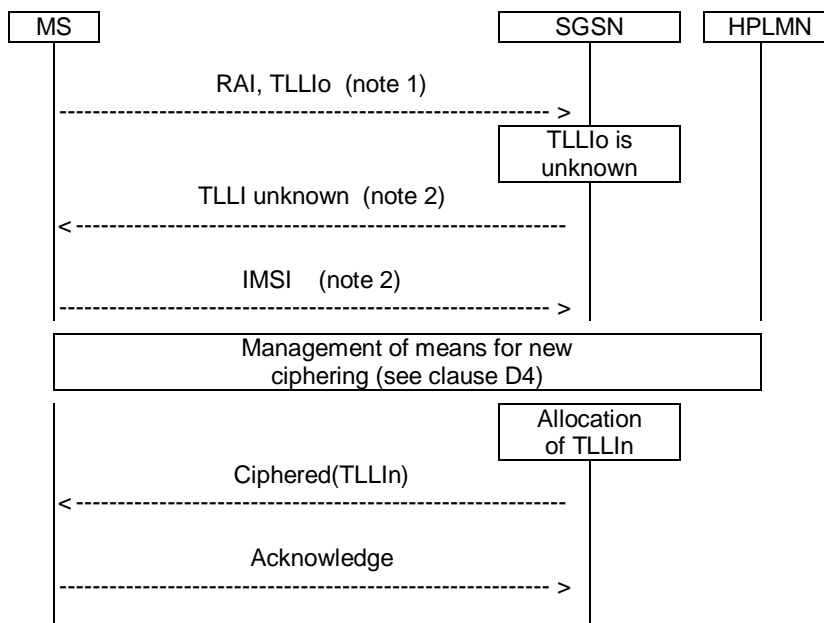 MS SGSN HPLMN
RAI, TLLIo (note 1)
TLLIo is
unknown
TLLI unknown (note 2)
IMSI (note 2)
Management of means for new
ciphering (see clause D4)
Allocation
of TLLIn
Ciphered(TLLIn)
Acknowledge